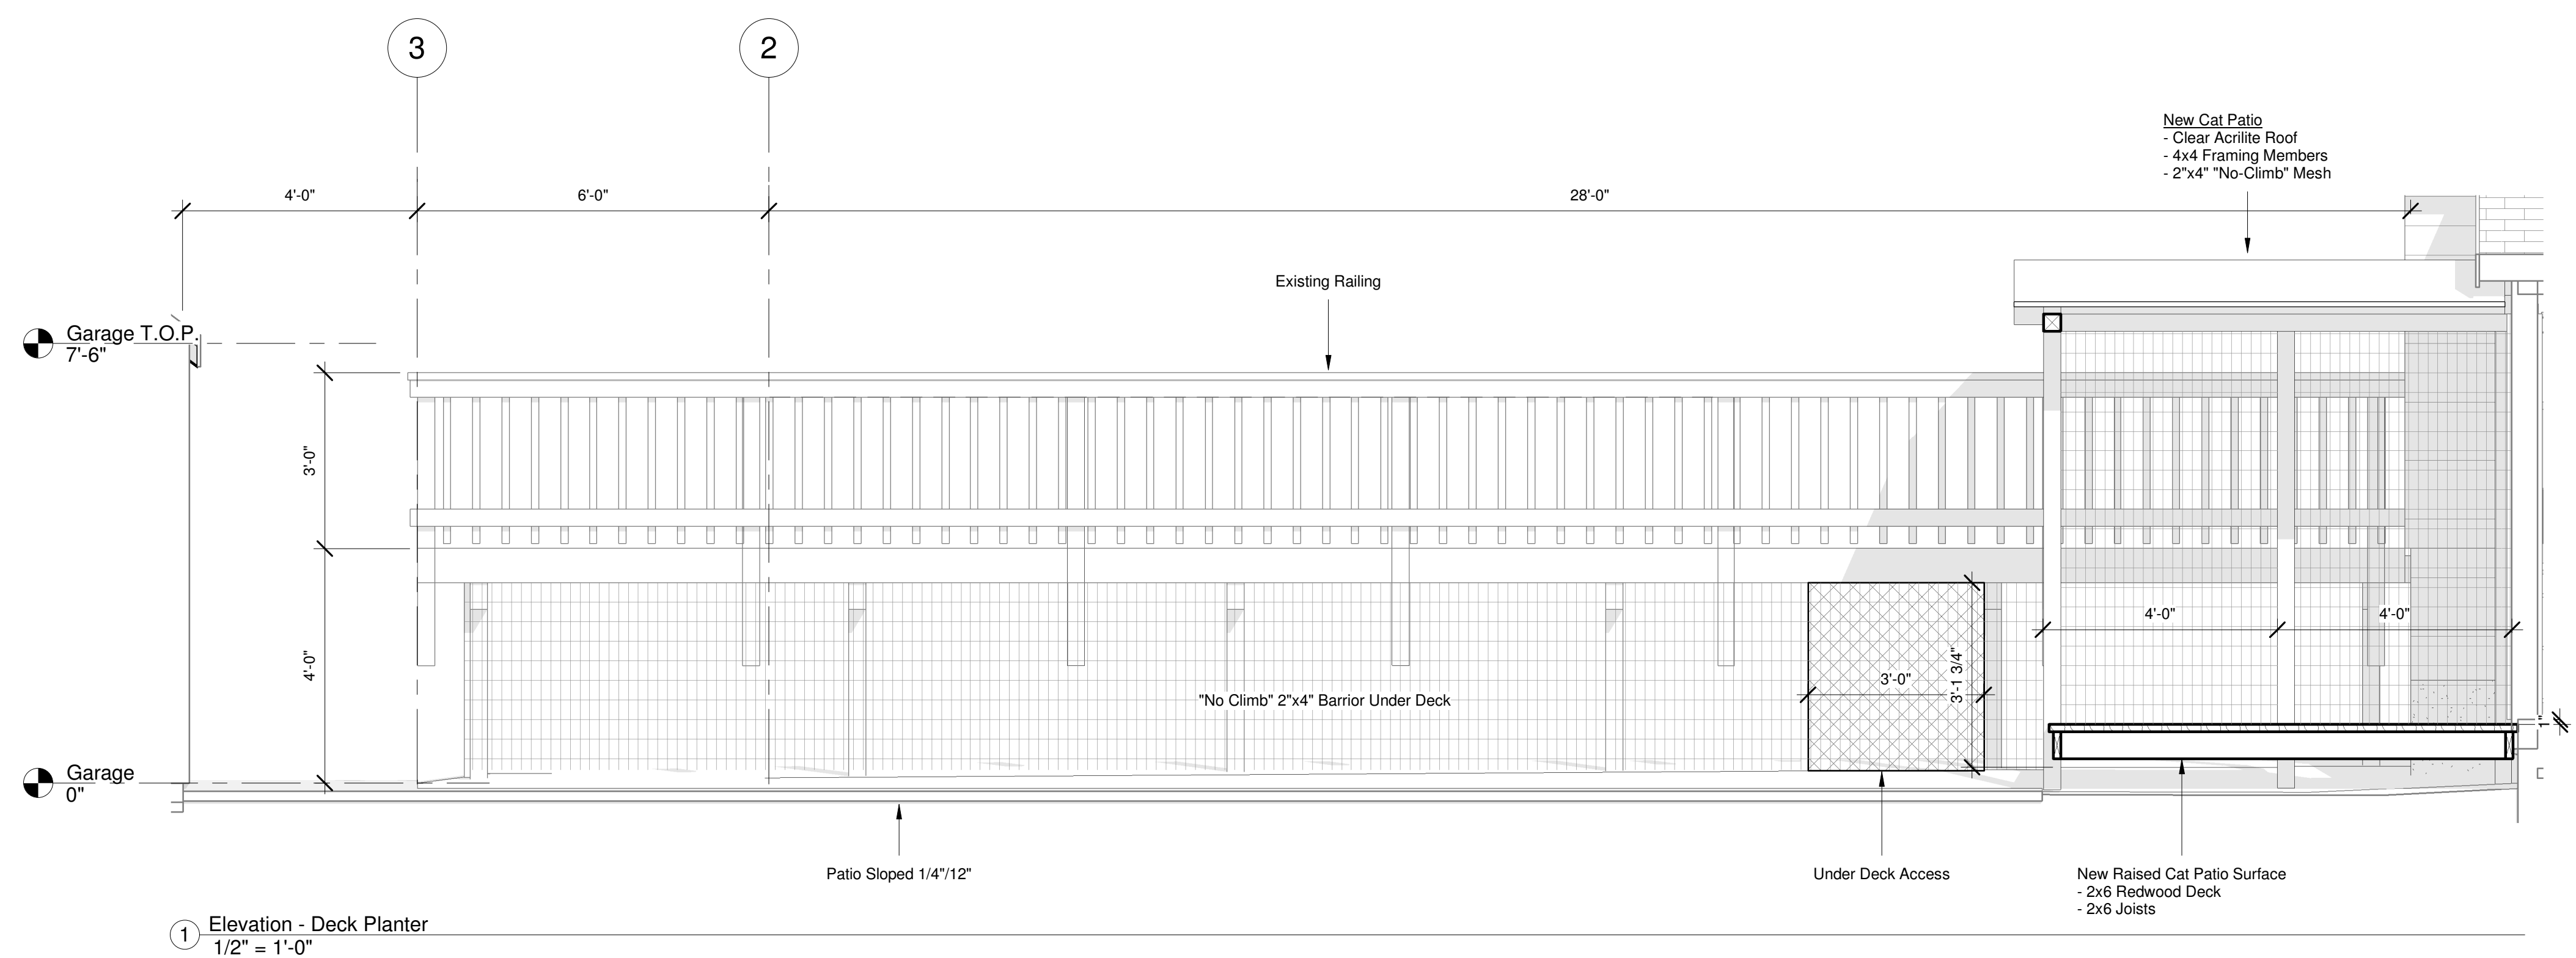 3
2
New Cat Patio
- Clear Acrilite Roof
- 4x4 Framing Members
- 2"x4" "No-Climb" Mesh
4'-0"
6'-0"
28'-0"
Existing Railing
Garage T.O.P.
7'-6"
3'-0"
4'-0"
4'-0"
4'-0"
3'-0"
3'-1 3/4"
"No Climb" 2"x4" Barrior Under Deck
1"
Garage
0"
Patio Sloped 1/4"/12"
Under Deck Access
New Raised Cat Patio Surface
- 2x6 Redwood Deck
- 2x6 Joists
1
Elevation - Deck Planter
1/2" = 1'-0"